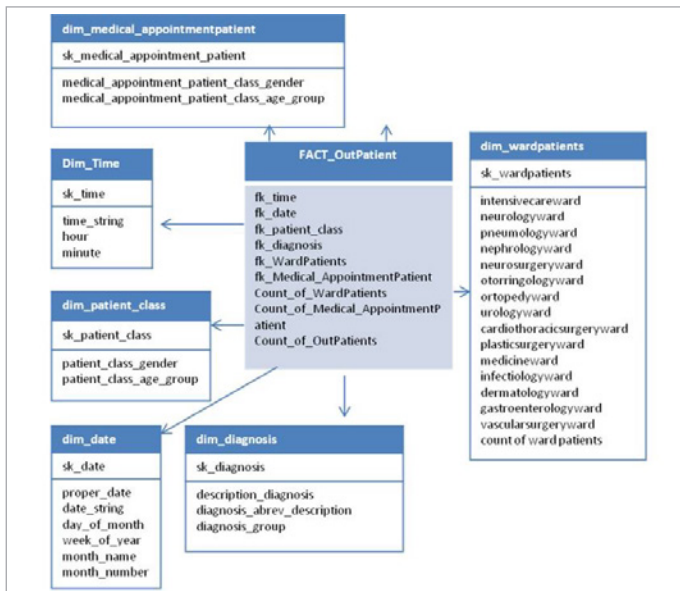 dim_medical_appointmentpatient
sk_medical_appointment_patient
medical_appointment_patient_class_gender
medical_appointment_patient_class_age_group
Dim_Time
sk_time
time_string
hour
minute
dim_patient_class
sk_patient_class
patient_class_gender
patient_class_age_group
dim_date
sk_date
proper_date
date_string
day_of_month
week_of_year
month_name
month_number
FACT_OutPatient
fk_time
fk_date
fk_patient_class
fk_diagnosis
fk_WardPatients
fk_Medical_AppointmentPatient
Count_of_WardPatients
Count_of_Medical_AppointmentP
atient
Count_of_OutPatients
dim_diagnosis
sk_diagnosis
description_diagnosis
diagnosis_abrev_description
diagnosis_group
dim_wardpatients
sk_wardpatients
intensivecareward
neurologyward
pneumologyward
nephrologyward
neurosurgeryward
otorringologyward
ortopedyward
urologyward
cardiothoracicsurgeryward
plasticsurgeryward
medicineward
infectiologyward
dermatologyward
gastroenterologyward
vascularsurgeryward
count of ward patients